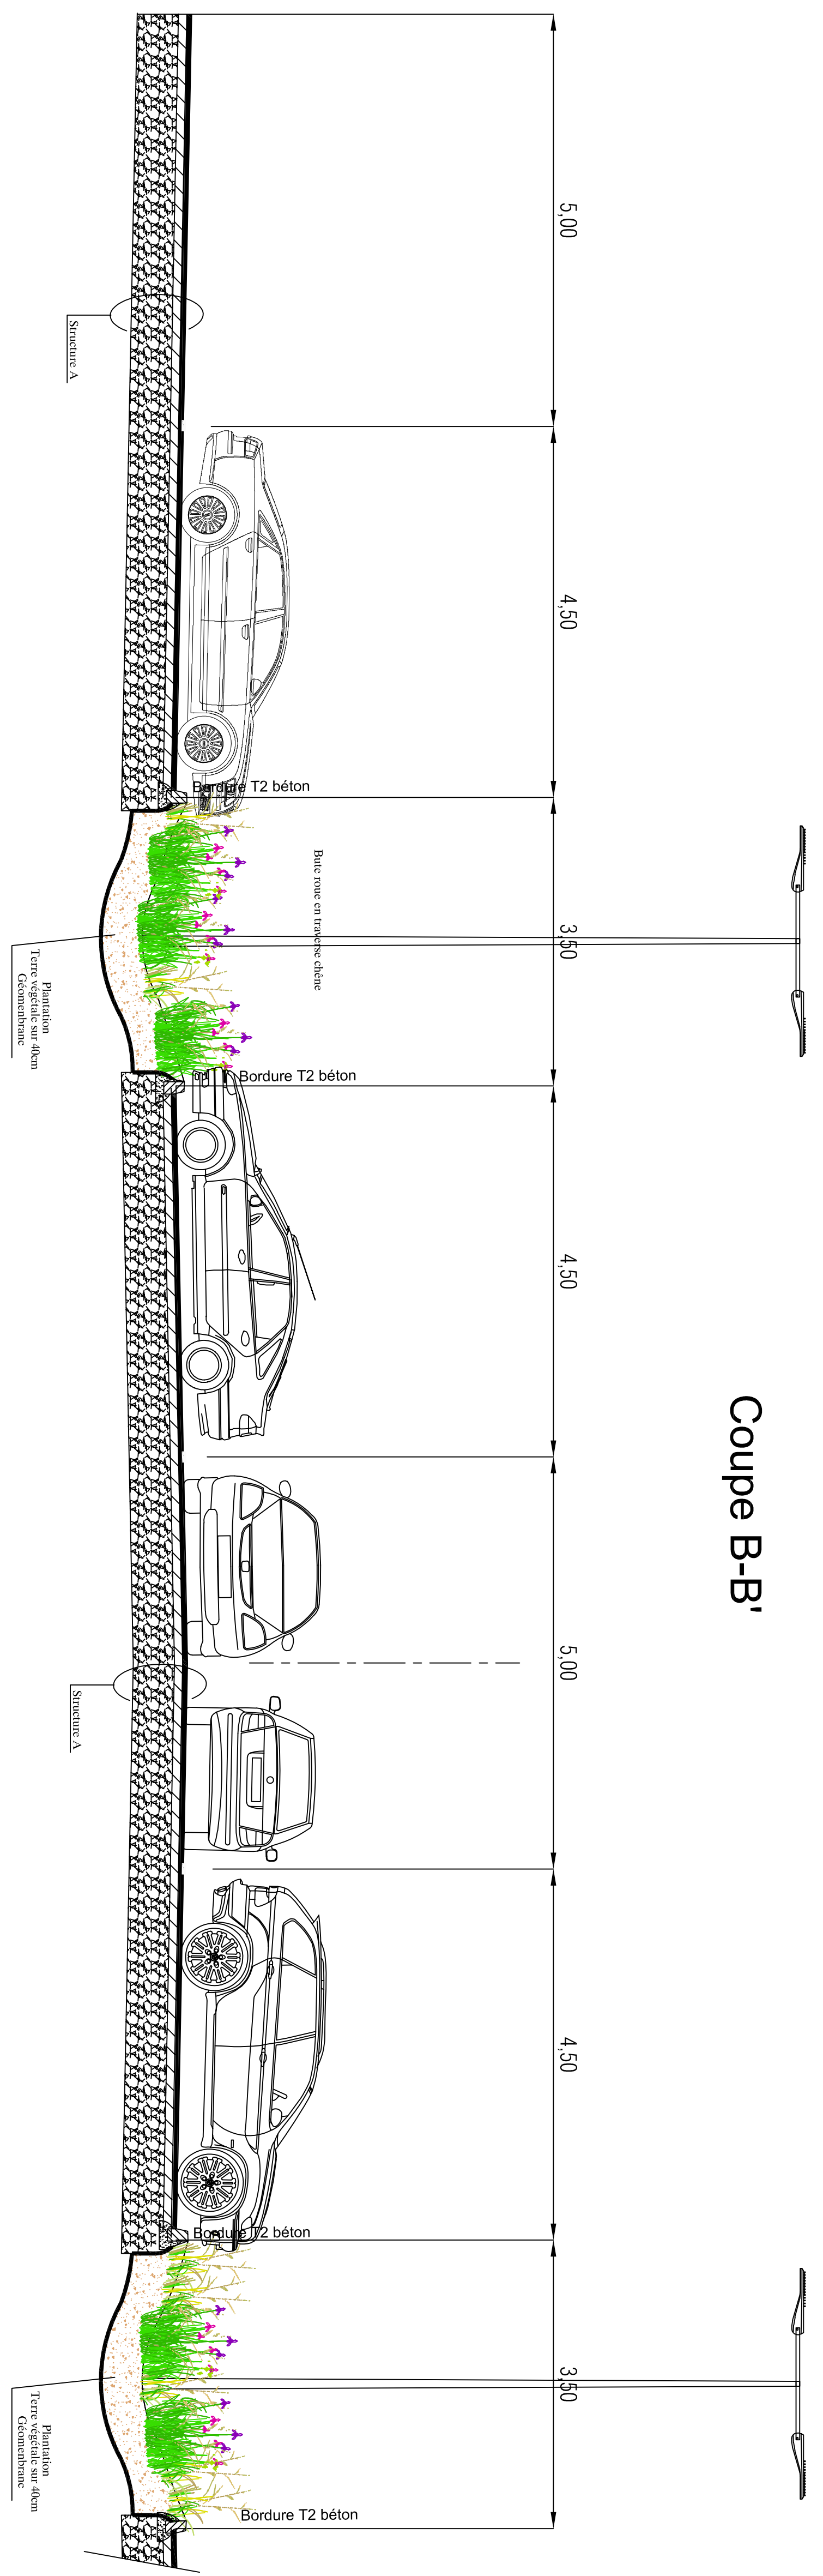 Coupe B-B'
5,00
4,50
3,50
4,50
5,00
4,50
3,50
Structure A
Bordure T2 béton
Bute roue en traverse chêne
Plantation
Terre végétale sur 40cm
Géomenbrane
Bordure T2 béton
Structure A
Bordure T2 béton
Plantation
Terre végétale sur 40cm
Géomenbrane
Bordure T2 béton